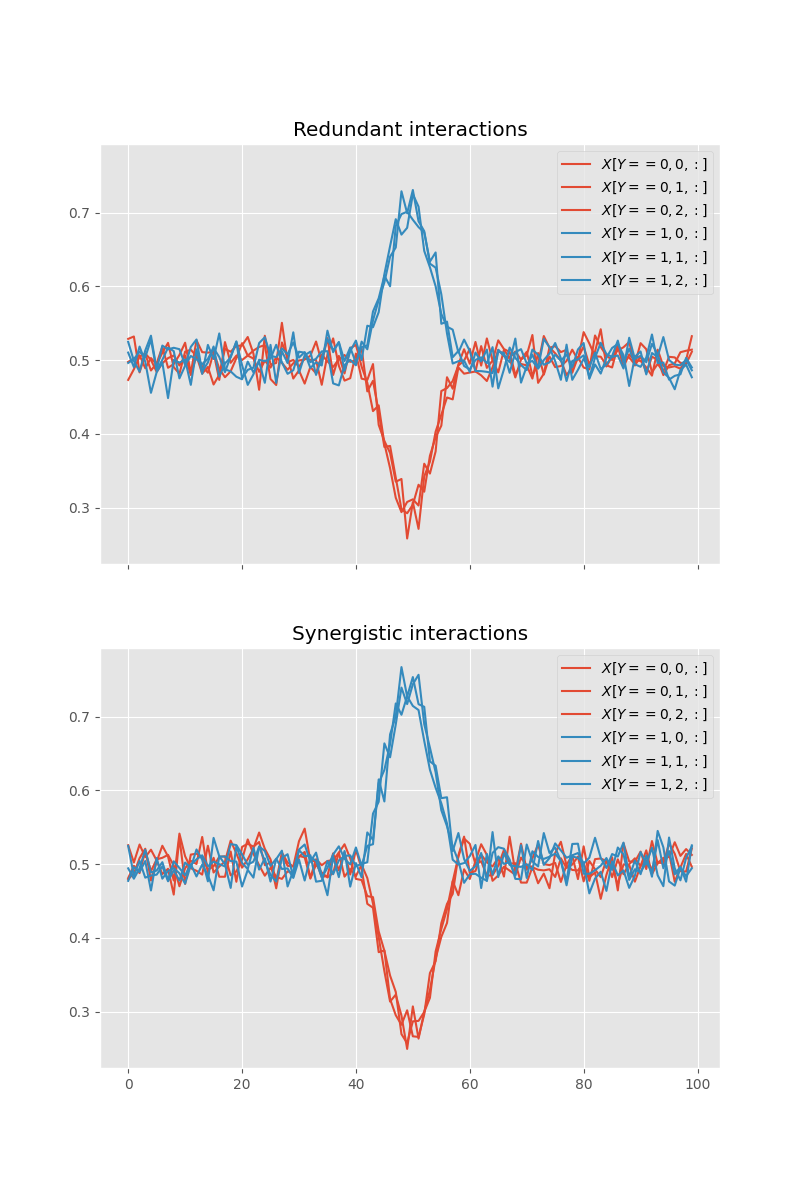 Redundant interactions
X[Y==0,0,:]
X[Y==0,1,:]
X[Y==0,2,:]
X[Y==1,0,:]
X[Y==1,1,:]
X[Y==1,2,:]
0.7
0.6
0.5
0.4
0.3
Synergistic interactions
X[Y==0,0,:]
X[Y==0,1,:]
X[Y==0,2,:]
X[Y==1,0,:]
X[Y==1,1,:]
X[Y==1,2,:]
0.7
0.6
0.5
0.4
0.3
0 20 40 60 80 100